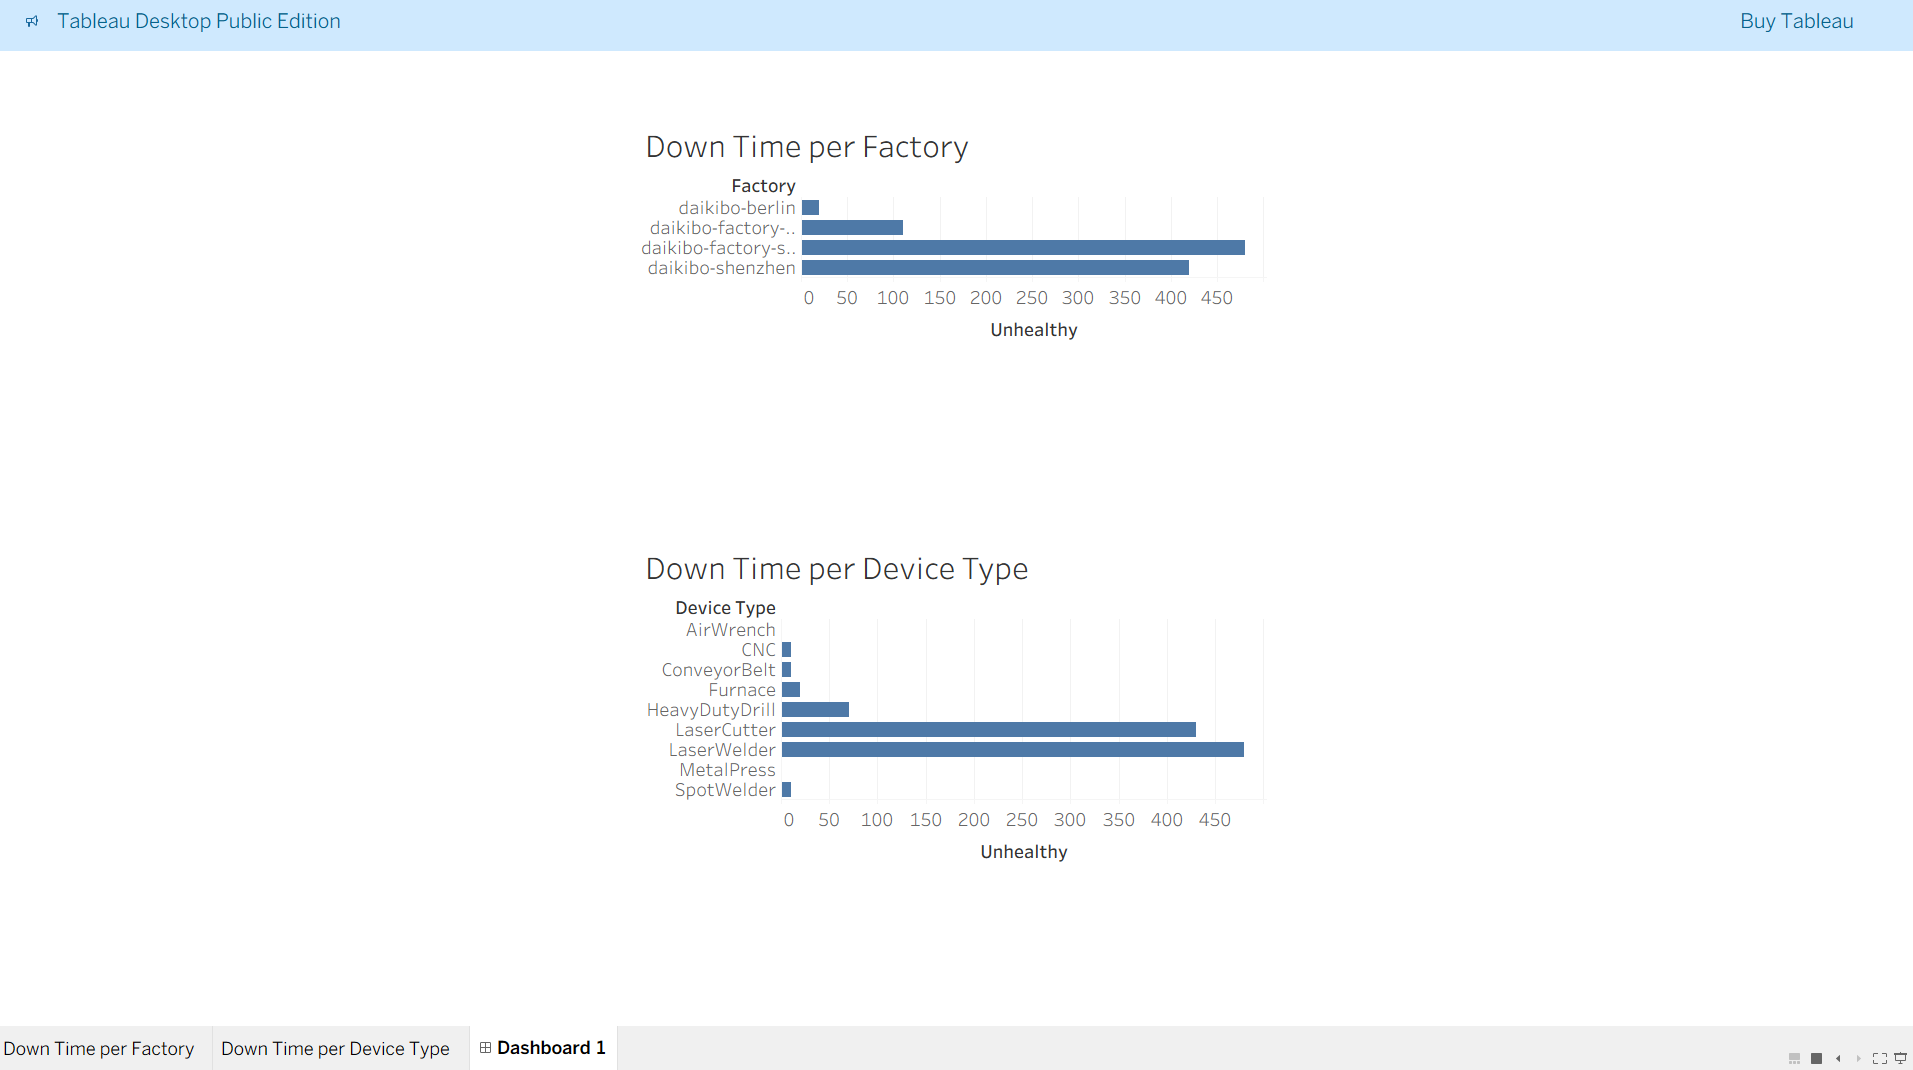 Tableau Desktop Public Edition Buy Tableau
Down Time per Factory
Factory
daikibo-berlin
daikibo-factory-..
daikibo-factory-s..
daikibo-shenzhen
0 50 100 150 200 250 300 350 400 450
Unhealthy
Down Time per Device Type
Device Type
AirWrench
CNC
ConveyorBelt
Furnace
HeavyDutyDrill
LaserCutter
LaserWelder
MetalPress
SpotWelder
0 50 100 150 200 250 300 350 400 450
Unhealthy
Down Time per Factory Down Time per Device Type Dashboard 1